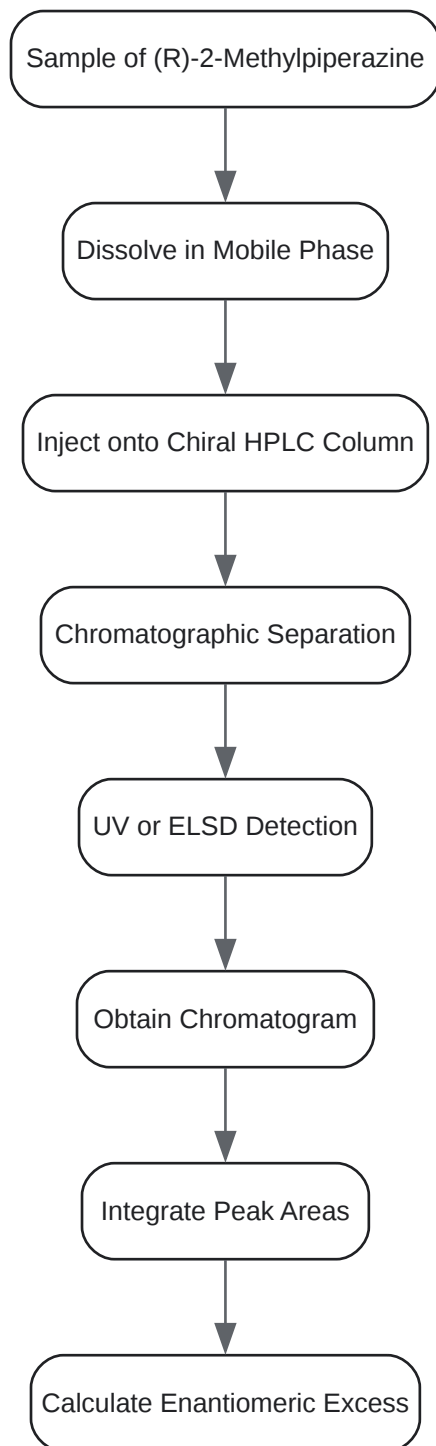 Sample of (R)-2-Methylpiperazine
Dissolve in Mobile Phase
Inject onto Chiral HPLC Column
Chromatographic Separation
UV or ELSD Detection
Obtain Chromatogram
Integrate Peak Areas
Calculate Enantiomeric Excess